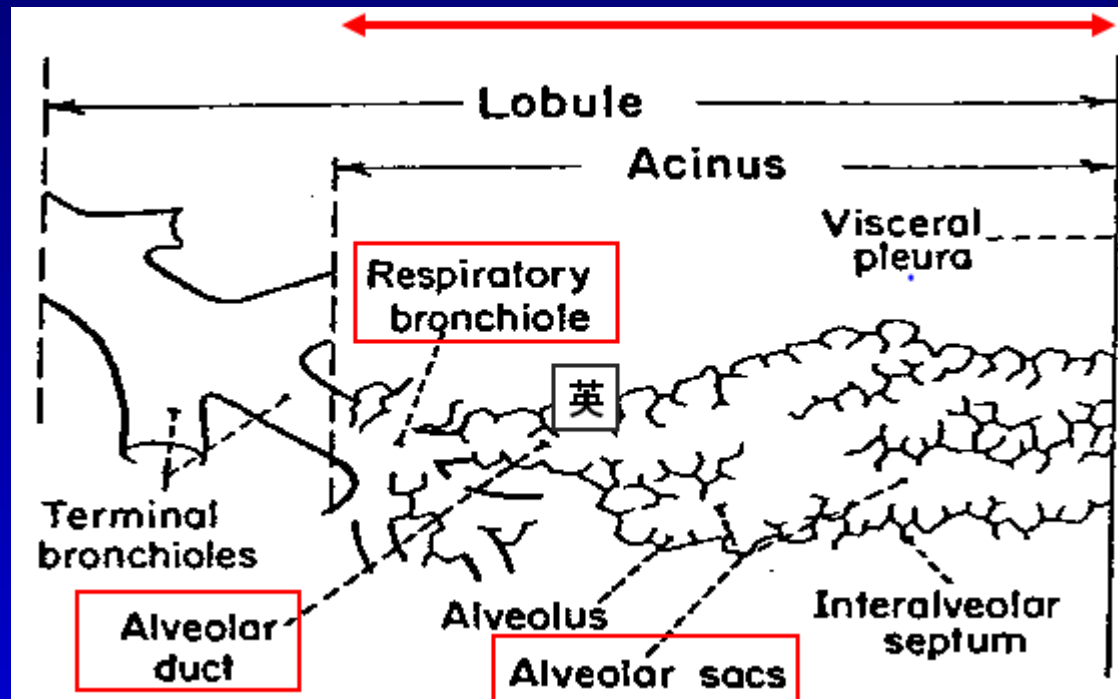 Lobule
Acinus
Visceral
pleura
Respiratory
bronchiole
英
Terminal
bronchioles
Alveolar
duct
Alveolus
Alveolar sacs
Interalveolar
septum